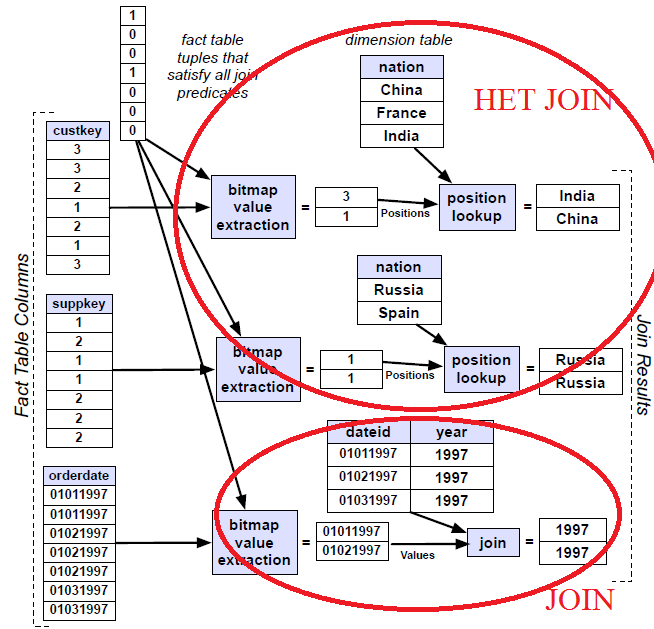 1
0
0
1
0
0
0
fact table
tuples that
satisfy all join
predicates
dimension table
nation
China
France
India
HET JOIN
custkey
3
3
2
1
2
1
3
bitmap
value
extraction
=
3
1
Positions
position
lookup
=
India
China
nation
Russia
Spain
suppkey
1
2
1
1
2
2
2
bitmap
value
extraction
=
1
1
Positions
position
lookup
=
Russia
Russia
Fact Table Columns
Join Results
dateid year
01011997 1997
01021997 1997
01031997 1997
orderdate
01011997
01011997
01021997
01021997
01021997
01031997
01031997
bitmap
value
extraction
=
01011997
01021997
Values
join
=
1997
1997
JOIN